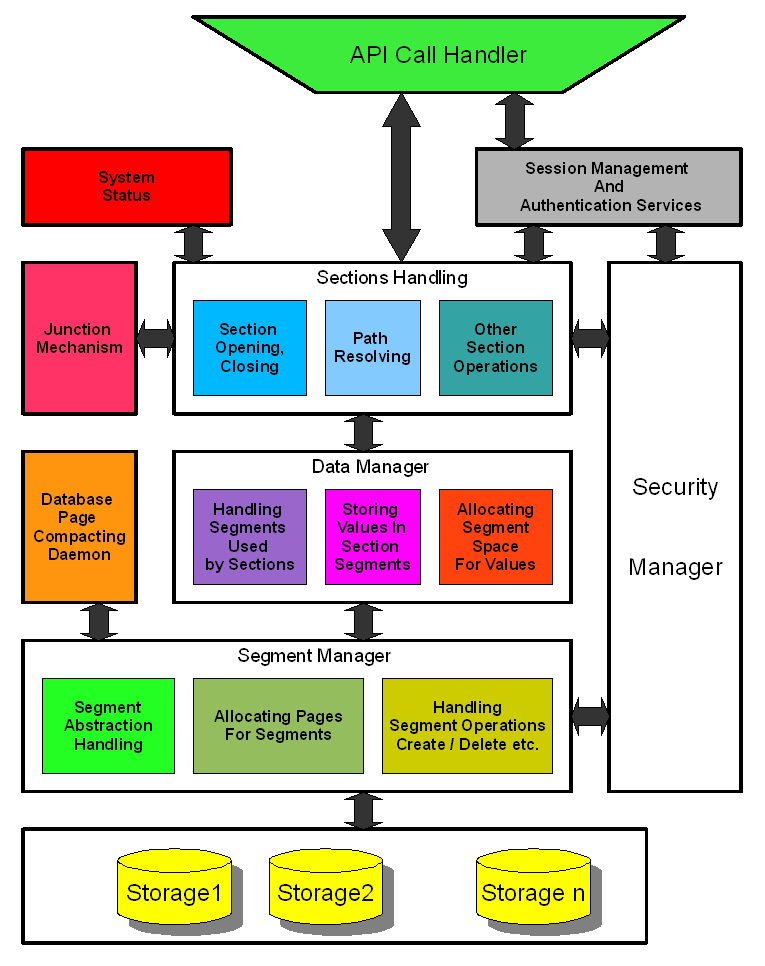 API Call Handler
System
Status
Session Management
And
Authentication Services
Sections Handling
Junction
Mechanism
Section
Opening,
Closing
Path
Resolving
Other
Section
Operations
Security
Manager
Data Manager
Database
Page
Compacting
Daemon
Handling
Segments
Used
by Sections
Storing
Values In
Section
Segments
Allocating
Segment
Space
For Values
Segment Manager
Segment
Abstraction
Handling
Allocating Pages
For Segments
Handling
Segment Operations
Create / Delete etc.
Storage1
Storage2
Storage n